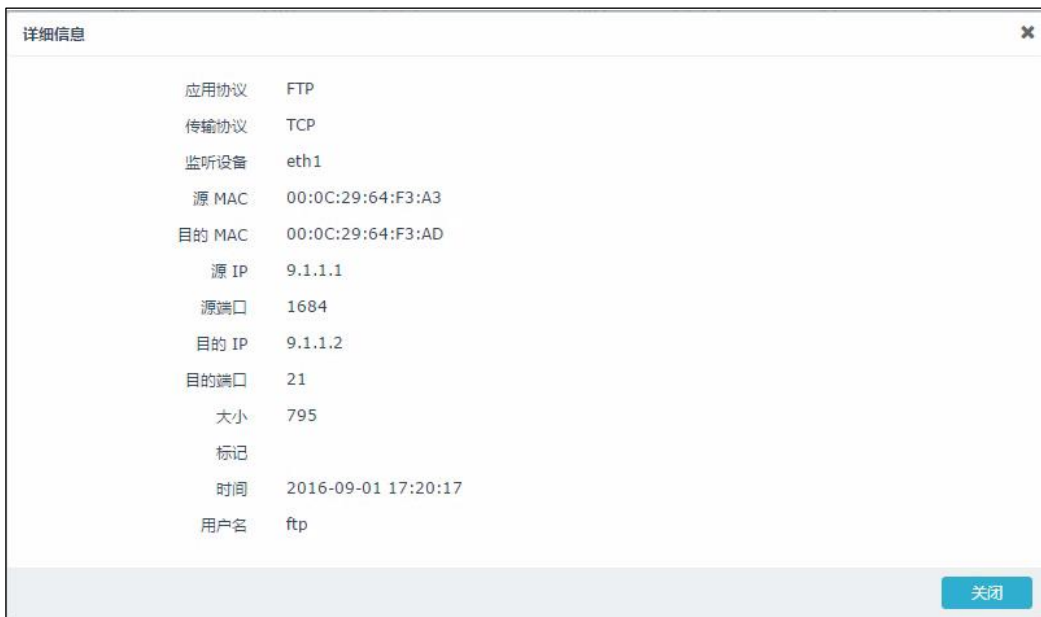 详细信息
应用协议 FTP
传输协议 TCP
监听设备 eth1
源 MAC 00:0C:29:64:F3:A3
目的 MAC 00:0C:29:64:F3:AD
源 IP 9.1.1.1
源端口 1684
目的 IP 9.1.1.2
目的端口 21
大小 795
标记
时间 2016-09-01 17:20:17
用户名 ftp
关闭